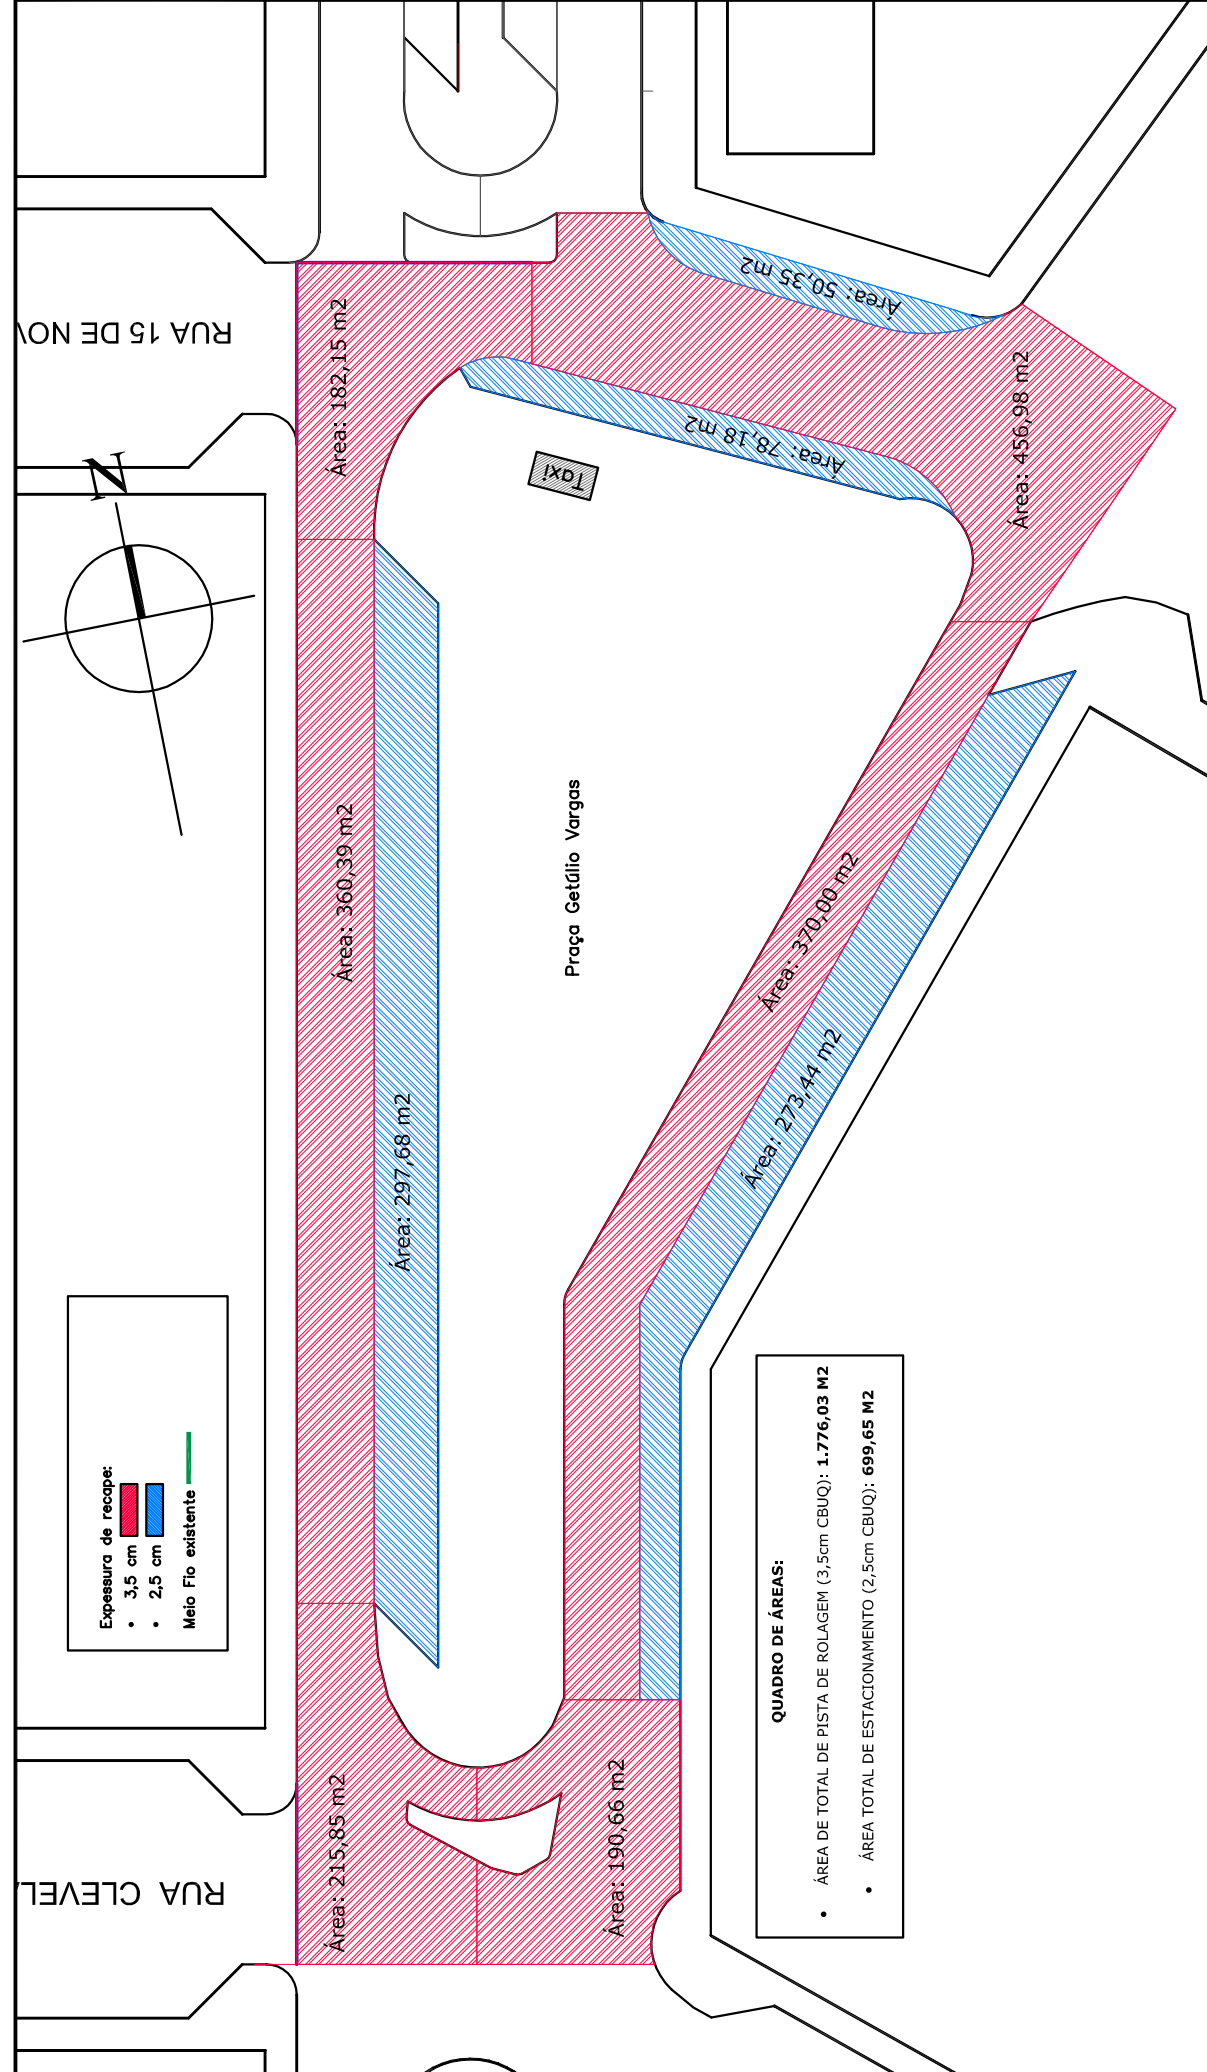 RUA 15 DE NOV
N
Área: 182,15 m2
Área: 50,35 m2
Área: 78,18 m2
Área: 456,98 m2
Taxi
Área: 360,39 m2
Praça Getúlio Vargas
Área: 370,00 m2
Área: 297,68 m2
Área: 273,44 m2
Expessura de recape:
• 3,5 cm
• 2,5 cm
Meio Fio existente
QUADRO DE ÁREAS:
• ÁREA DE TOTAL DE PISTA DE ROLAGEM (3,5cm CBUQ): 1.776,03 M2
• ÁREA TOTAL DE ESTACIONAMENTO (2,5cm CBUQ): 699,65 M2
Área: 215,85 m2
Área: 190,66 m2
RUA CLEVEL